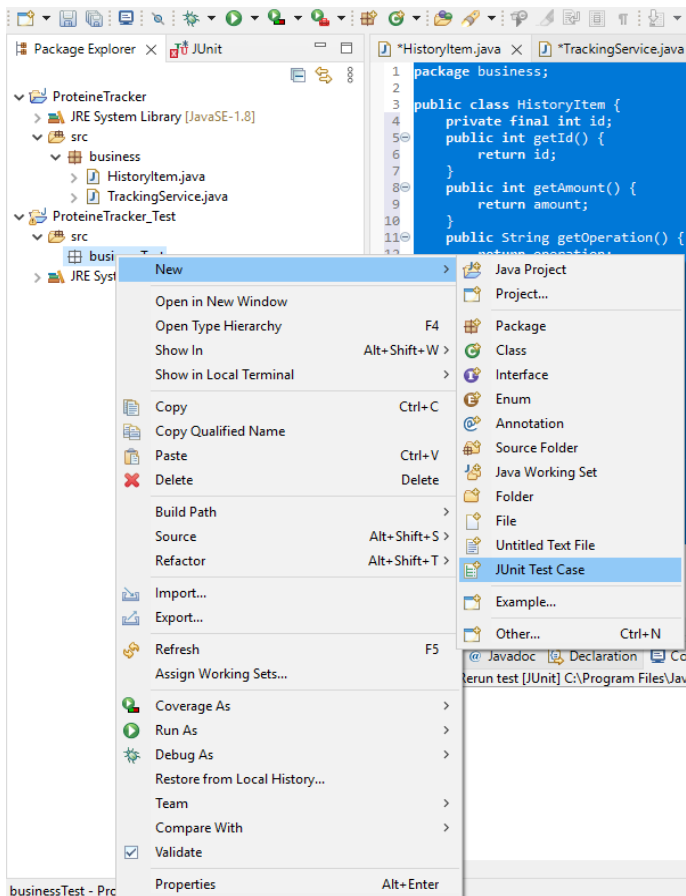 Package Explorer
JUnit
*HistoryItem.java
*TrackingService.java
ProteineTracker
JRE System Library [JavaSE-1.8]
src
business
HistoryItem.java
TrackingService.java
ProteineTracker_Test
src
JRE Syst
1 package business;
2
3 public class HistoryItem {
4 private final int id;
5 public int getId() {
6 return id;
7 }
8 public int getAmount() {
9 return amount;
10 }
11 public String getOperation() {
New
Open in New Window
Open Type Hierarchy F4
Show In Alt+Shift+W >
Show in Local Terminal >
Copy Ctrl+C
Copy Qualified Name
Paste Ctrl+V
Delete Delete
Build Path >
Source Alt+Shift+S >
Refactor Alt+Shift+T >
Import...
Export...
Refresh F5
Assign Working Sets...
Coverage As >
Run As >
Debug As >
Restore from Local History...
Team >
Compare With >
Validate
Properties Alt+Enter
Java Project
Project...
Package
Class
Interface
Enum
Annotation
Source Folder
Java Working Set
Folder
File
Untitled Text File
JUnit Test Case
Example...
Other... Ctrl+N
@ Javadoc Declaration Co
Rerun test [JUnit] C:\Program Files\Jav
businessTest - Pro